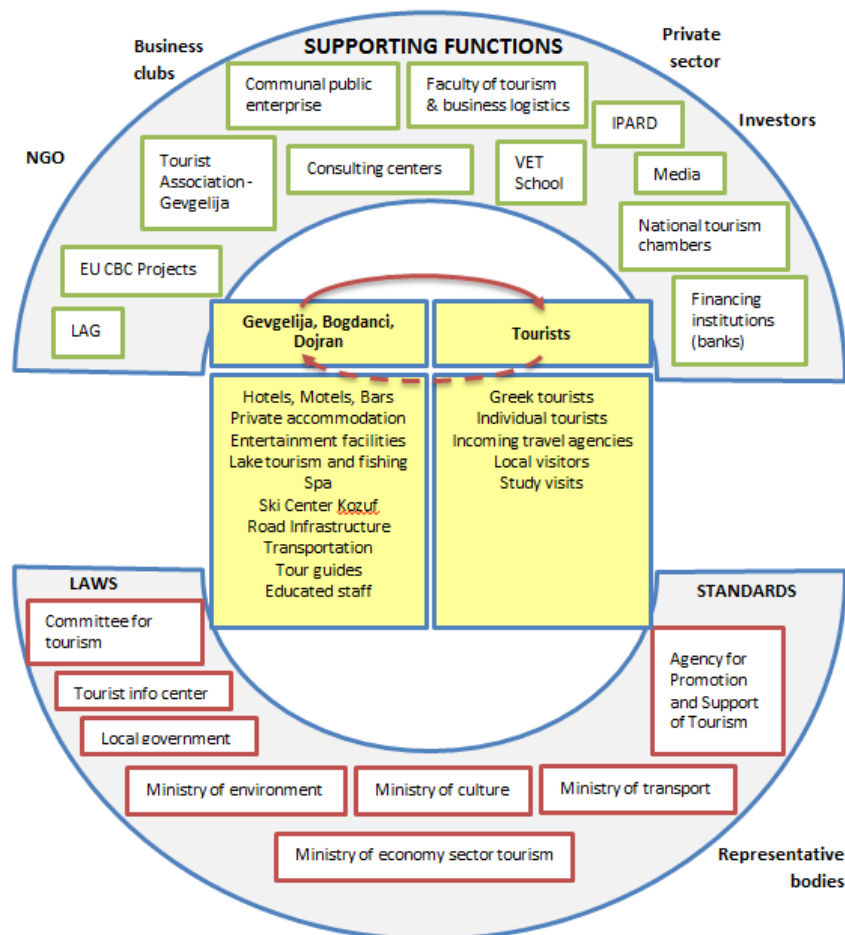 Business
clubs
SUPPORTING FUNCTIONS
Private
sector
Communal public
enterprise
Faculty of tourism
& business logistics
IPARD
Investors
NGO
Tourist
Association -
Gevgelija
Consulting centers
VET
School
Media
National tourism
chambers
EU CBC Projects
LAG
Financing
institutions
(banks)
Gevgelija, Bogdanci,
Dojran
Tourists
Hotels, Motels, Bars
Private accommodation
Entertainment facilities
Lake tourism and fishing
Spa
Ski Center Kozuf
Road Infrastructure
Transportation
Tour guides
Educated staff
Greek tourists
Individual tourists
Incoming travel agencies
Local visitors
Study visits
LAWS
STANDARDS
Committee for
tourism
Tourist info center
Local government
Agency for
Promotion
and Support
of Tourism
Ministry of environment
Ministry of culture
Ministry of transport
Ministry of economy sector tourism
Representative
bodies